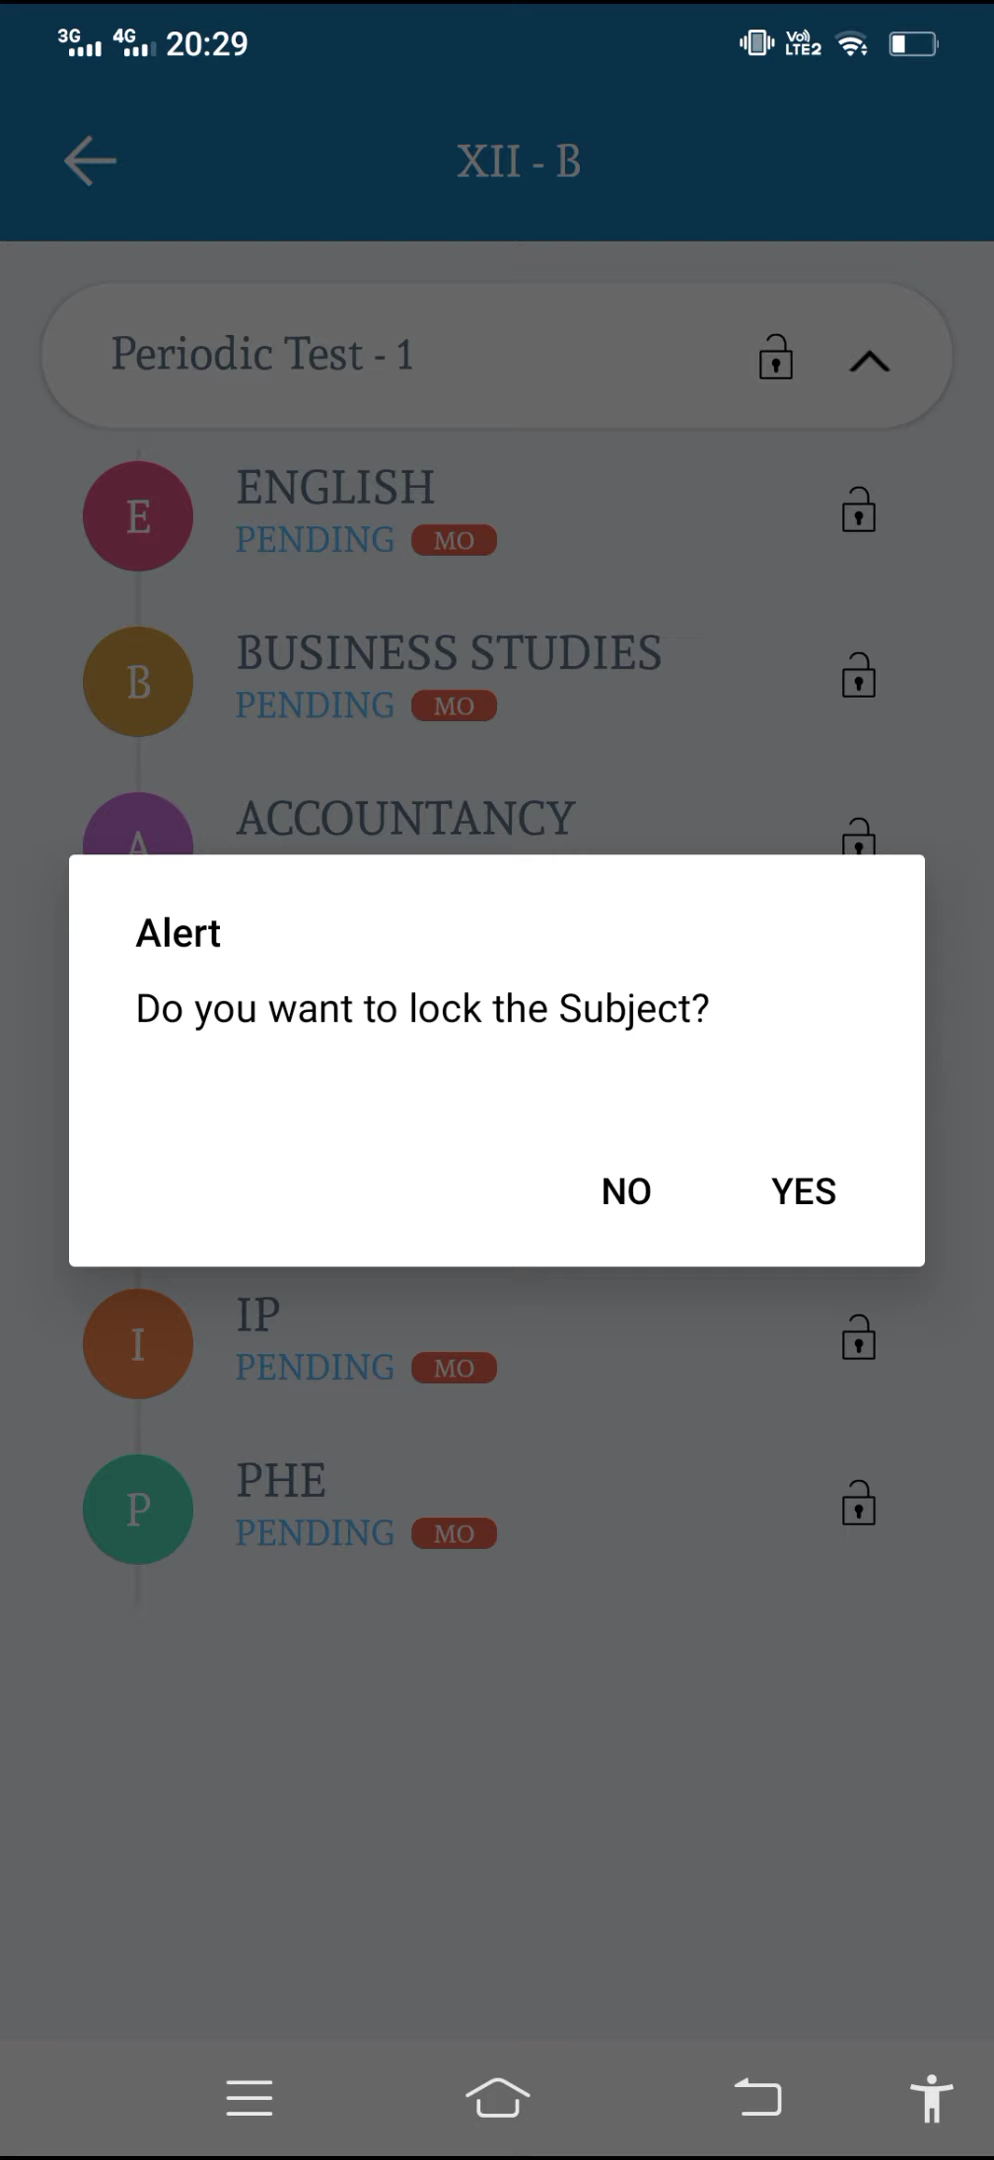 3G 4G 20:29 Vo) LTE2
XII - B
Periodic Test - 1
E ENGLISH
PENDING MO
B BUSINESS STUDIES
PENDING MO
A ACCOUNTANCY
Alert
Do you want to lock the Subject?
NO YES
I IP
PENDING MO
P PHE
PENDING MO